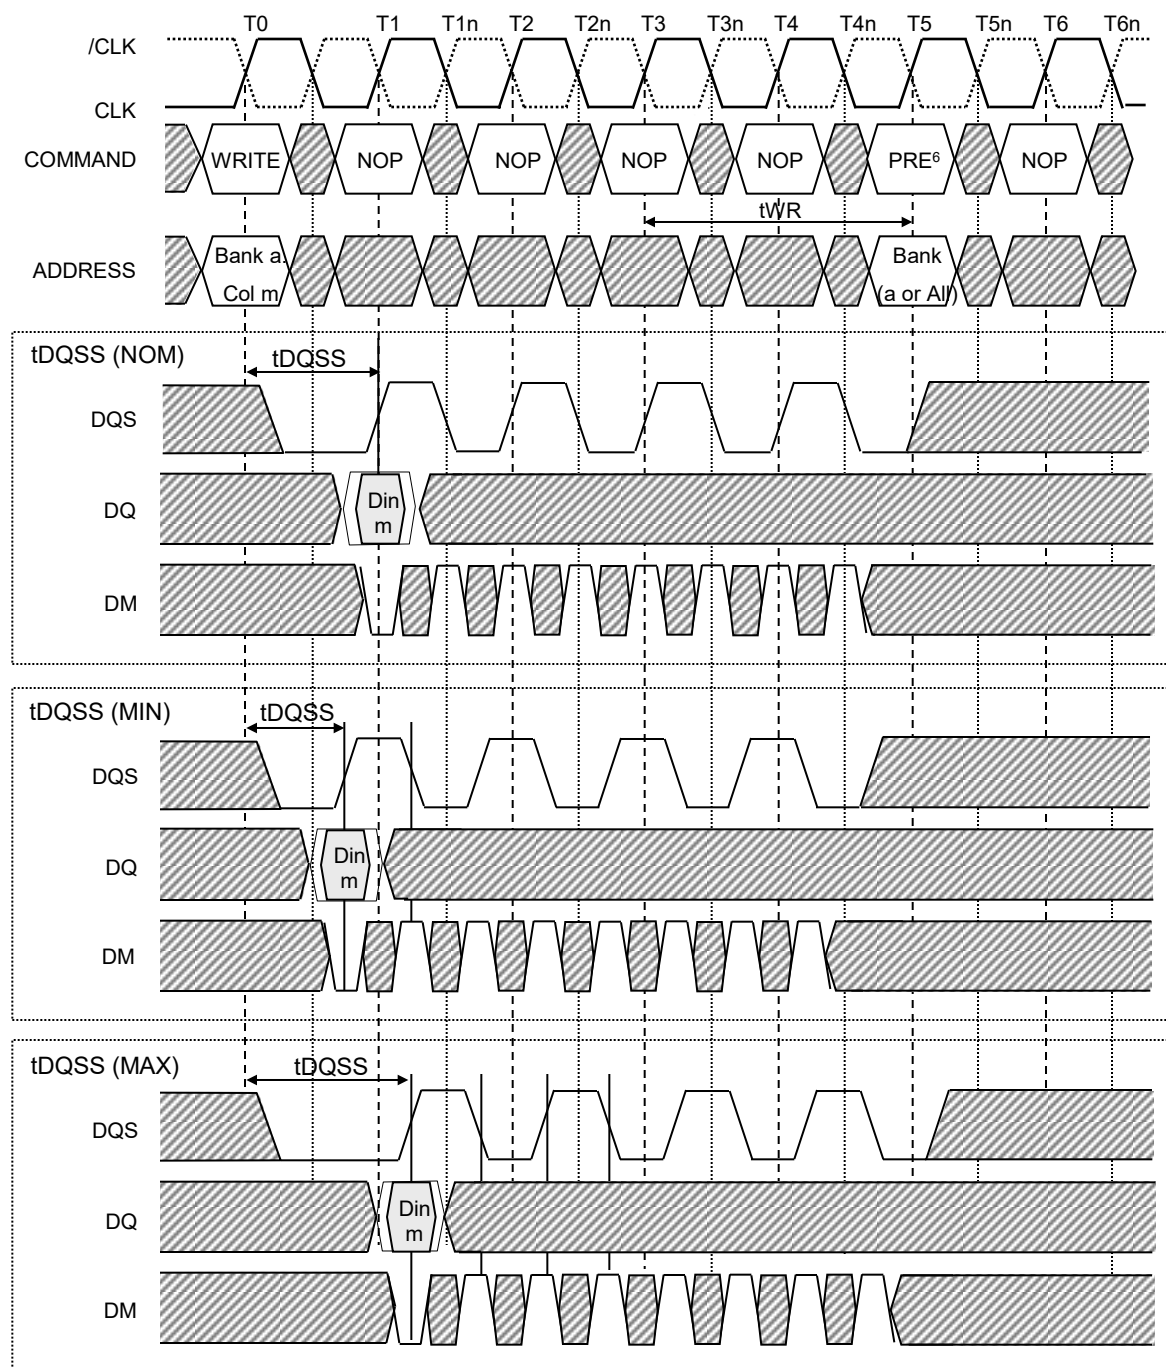 T0 T1 T1n T2 T2n T3 T3n T4 T4n T5 T5n T6 T6n
/CLK
CLK
COMMAND WRITE NOP NOP NOP NOP PRE⁶ NOP
tWR
ADDRESS Bank a. Bank
Col m (a or All)
tDQSS (NOM) tDQSS
DQS
DQ Din
m
DM
tDQSS (MIN) tDQSS
DQS
DQ Din
m
DM
tDQSS (MAX) tDQSS
DQS
DQ Din
m
DM